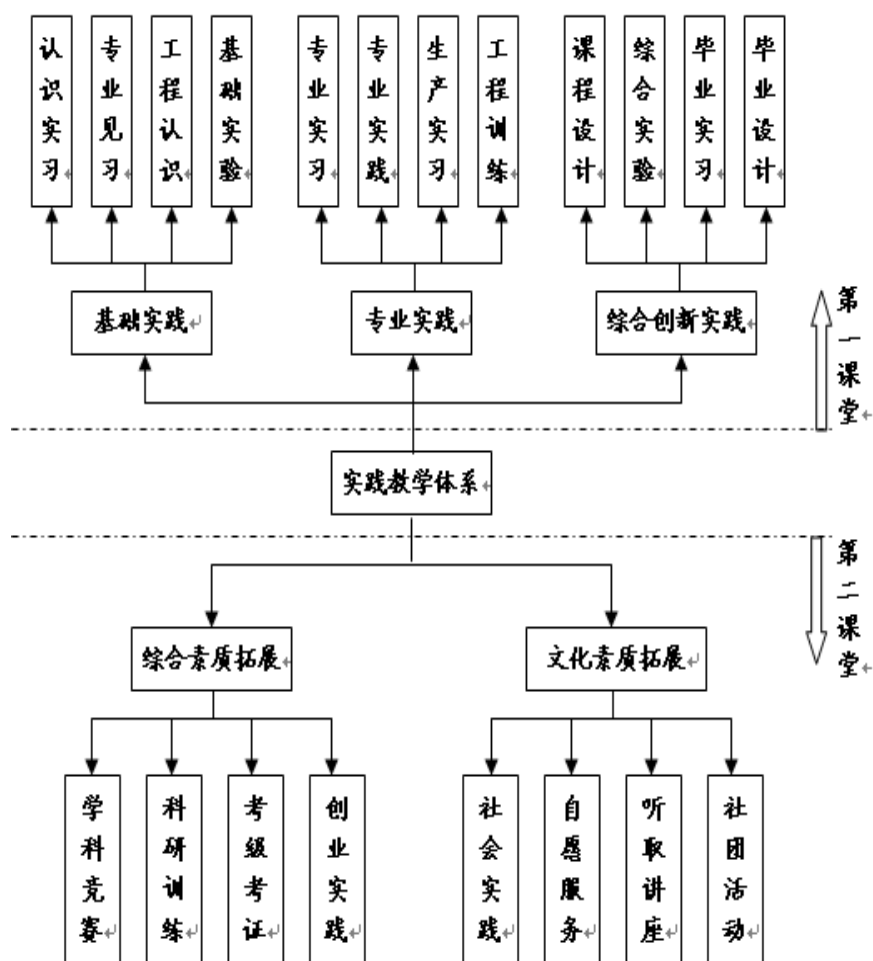 认识实习
专业见习
工程认识
基础实验
专业实习
专业实践
生产实习
工程训练
课程设计
综合实验
毕业实习
毕业设计
基础实践
专业实践
综合创新实践
第一课堂
实践教学体系
第二课堂
综合素质拓展
文化素质拓展
学科竞赛
科研训练
考级考证
创业实践
社会实践
自愿服务
听取讲座
社团活动